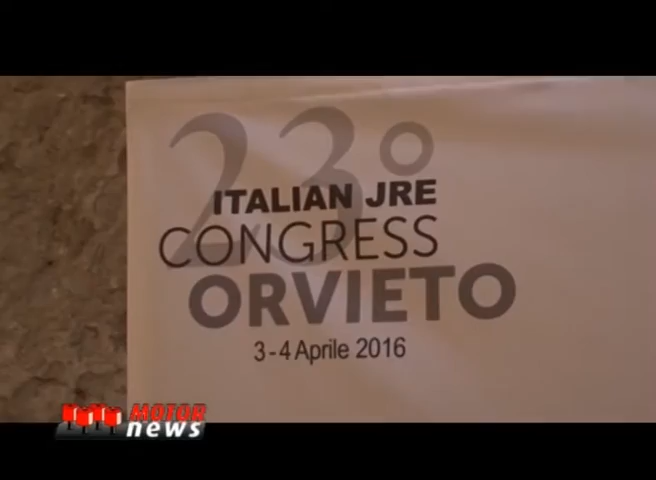 23°
ITALIAN JRE
CONGRESS
ORVIETO
3-4 Aprile 2016
MOTOR
news